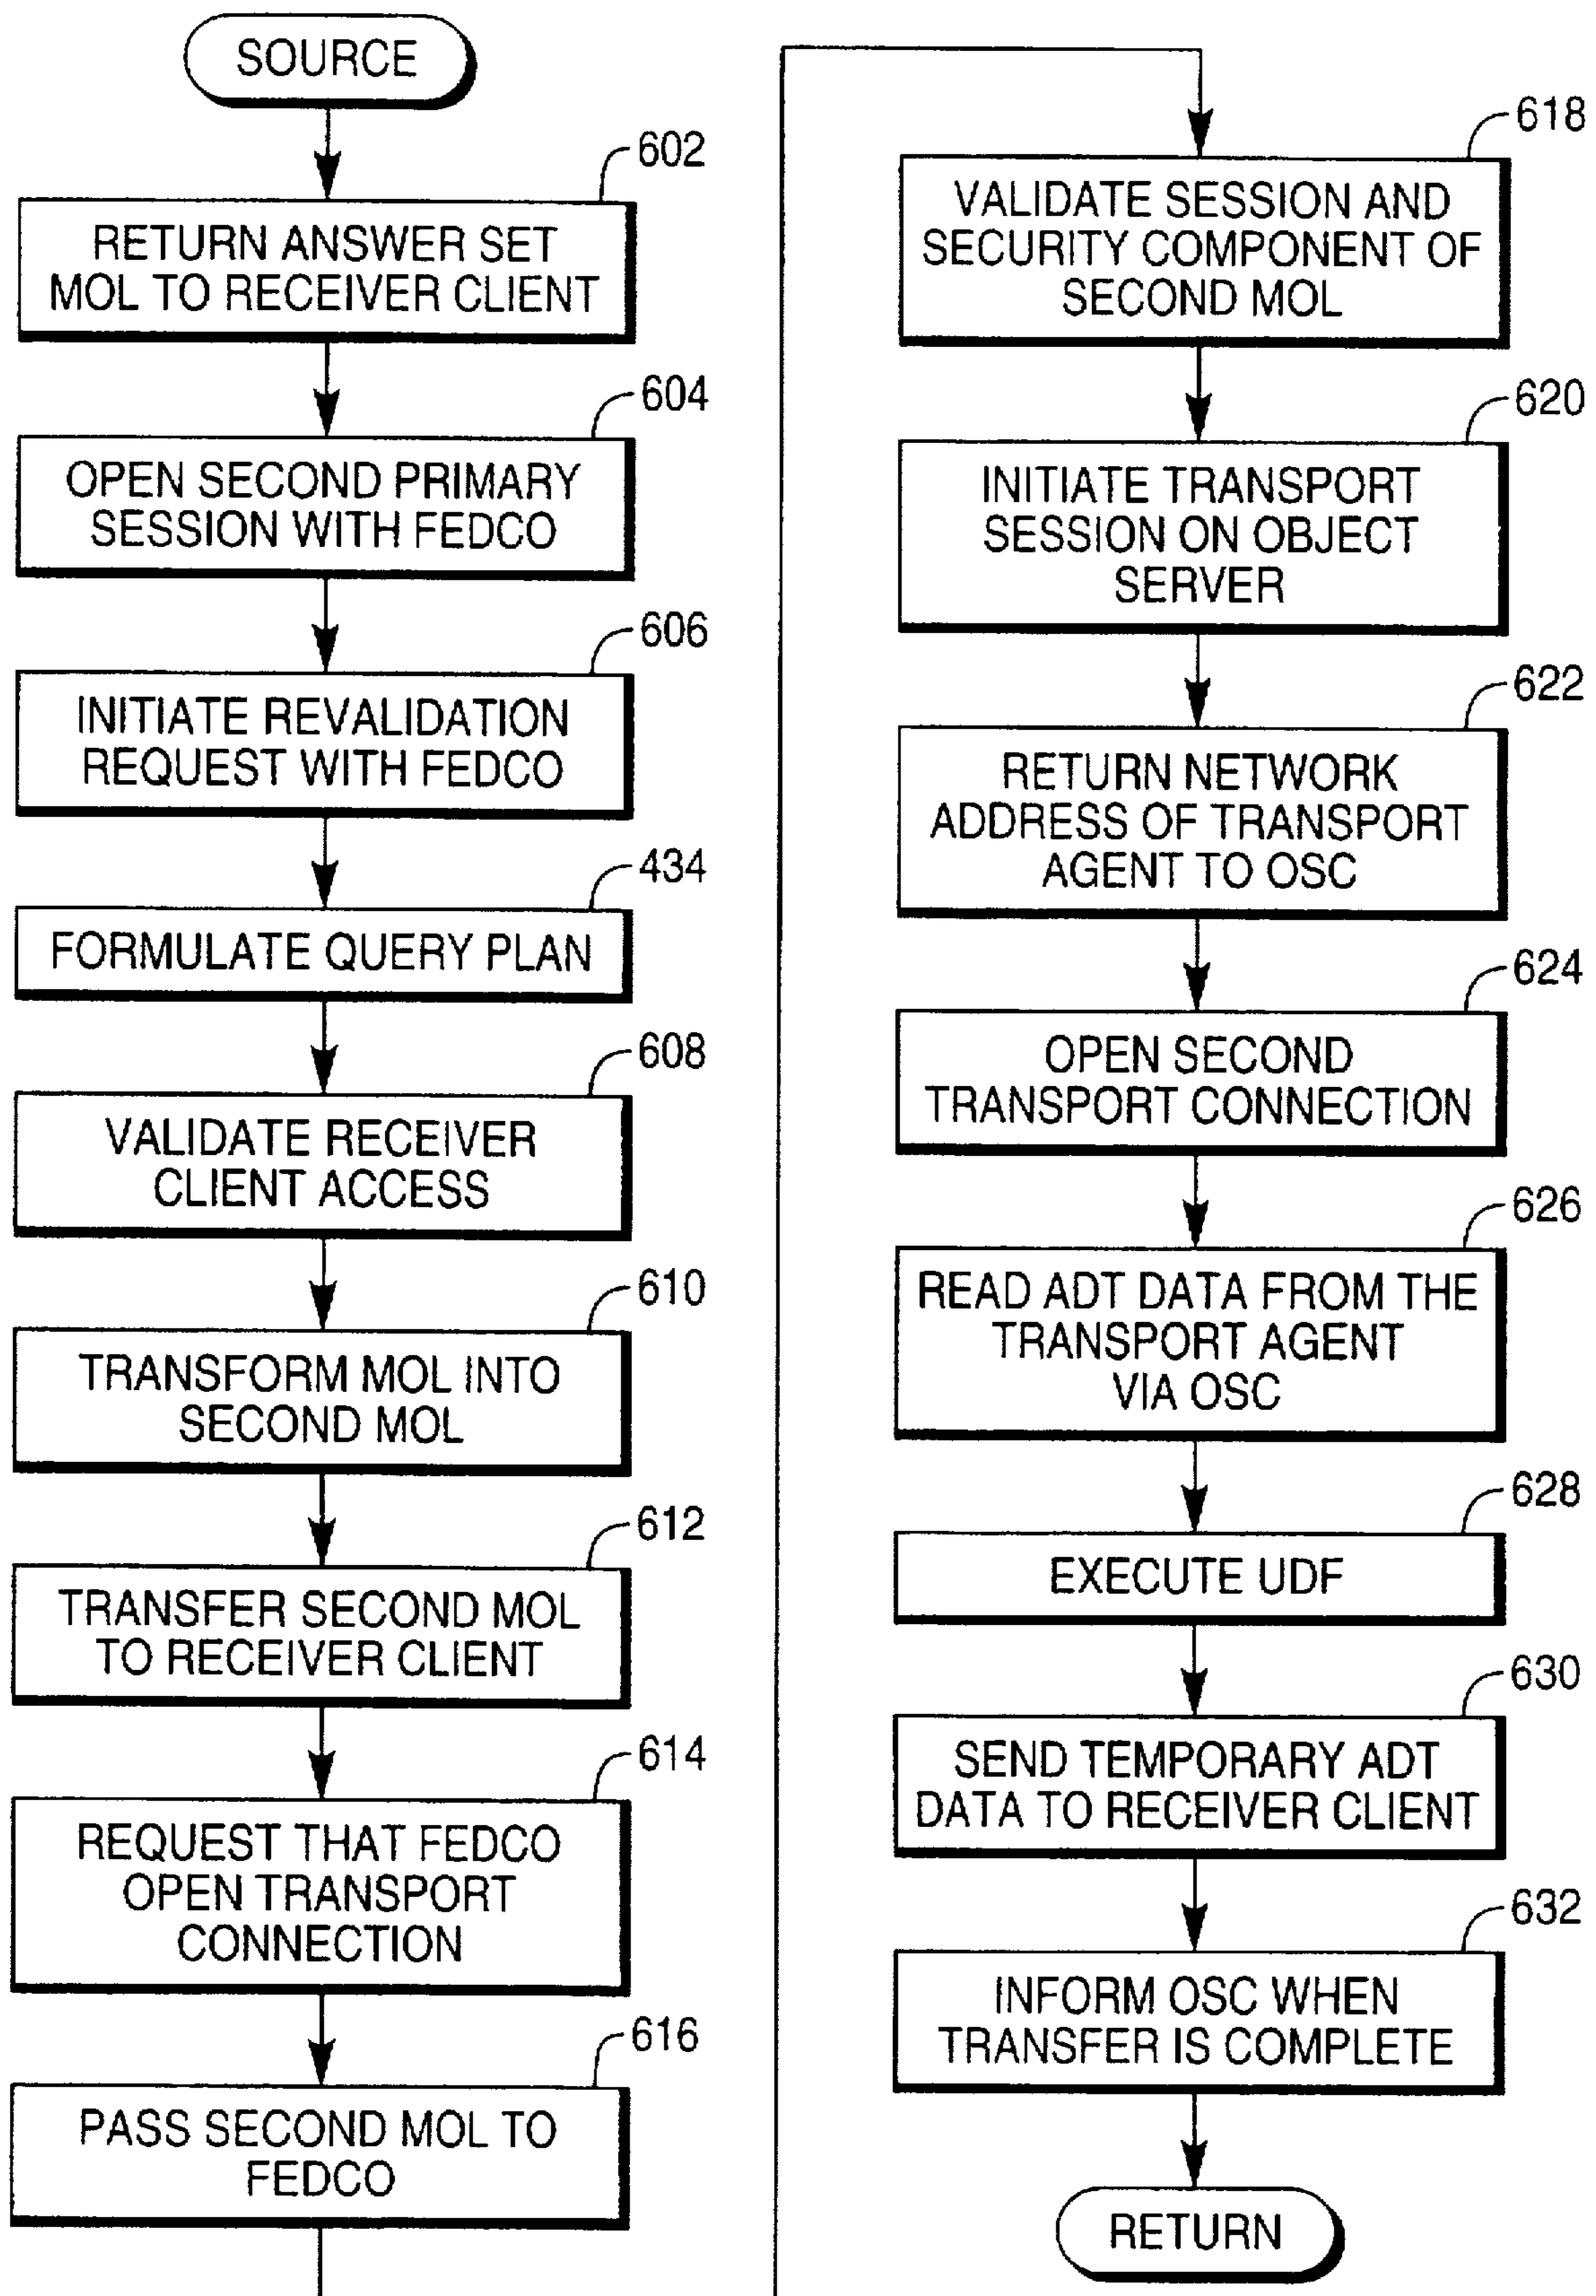 SOURCE
602
RETURN ANSWER SET
MOL TO RECEIVER CLIENT
604
OPEN SECOND PRIMARY
SESSION WITH FEDCO
606
INITIATE REVALIDATION
REQUEST WITH FEDCO
434
FORMULATE QUERY PLAN
608
VALIDATE RECEIVER
CLIENT ACCESS
610
TRANSFORM MOL INTO
SECOND MOL
612
TRANSFER SECOND MOL
TO RECEIVER CLIENT
614
REQUEST THAT FEDCO
OPEN TRANSPORT
CONNECTION
616
PASS SECOND MOL TO
FEDCO
618
VALIDATE SESSION AND
SECURITY COMPONENT OF
SECOND MOL
620
INITIATE TRANSPORT
SESSION ON OBJECT
SERVER
622
RETURN NETWORK
ADDRESS OF TRANSPORT
AGENT TO OSC
624
OPEN SECOND
TRANSPORT CONNECTION
626
READ ADT DATA FROM THE
TRANSPORT AGENT
VIA OSC
628
EXECUTE UDF
630
SEND TEMPORARY ADT
DATA TO RECEIVER CLIENT
632
INFORM OSC WHEN
TRANSFER IS COMPLETE
RETURN